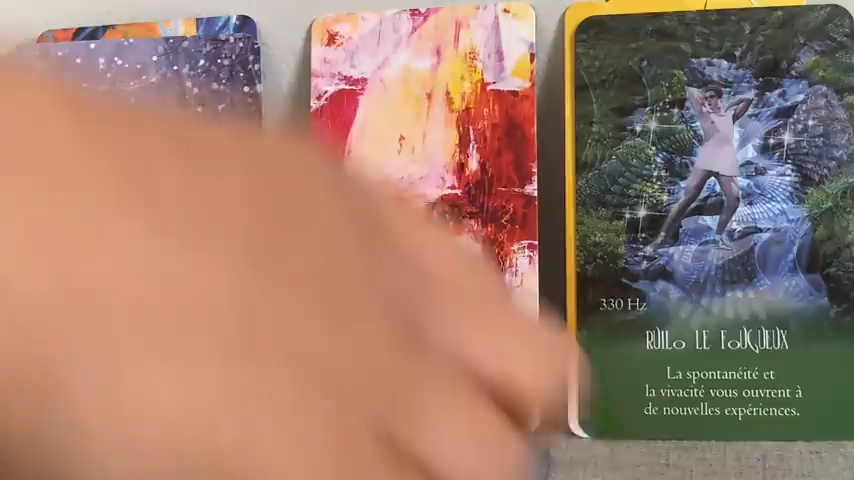 330 Hz
RUILO LE FOUGUEUX
La spontanéité et
la vivacité vous ouvrent à
de nouvelles expériences.